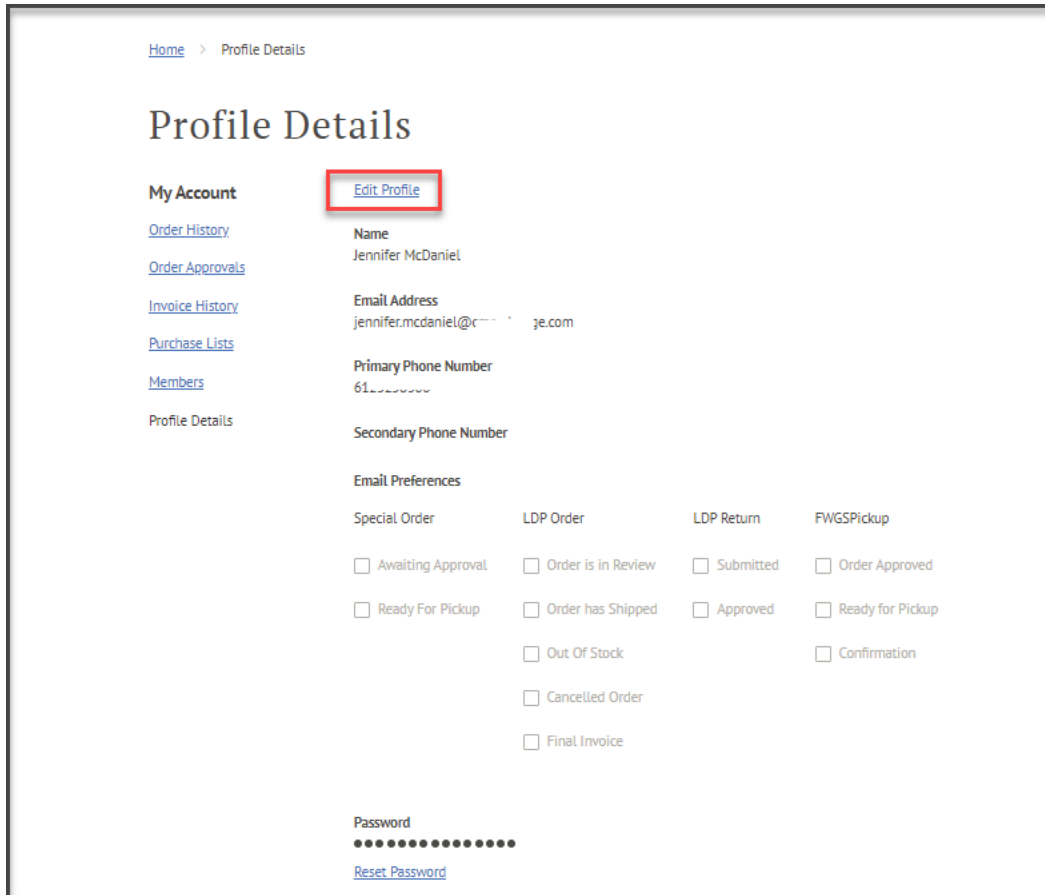 Home > Profile Details
Profile Details
My Account
Order History
Order Approvals
Invoice History
Purchase Lists
Members
Profile Details
Edit Profile
Name
Jennifer McDaniel
Email Address
Primary Phone Number
Secondary Phone Number
Email Preferences
Special Order
Awaiting Approval
Ready For Pickup
LDP Order
Order is in Review
Order has Shipped
Out Of Stock
Cancelled Order
Final Invoice
LDP Return
Submitted
Approved
FWGSPickup
Order Approved
Ready for Pickup
Confirmation
Password
Reset Password